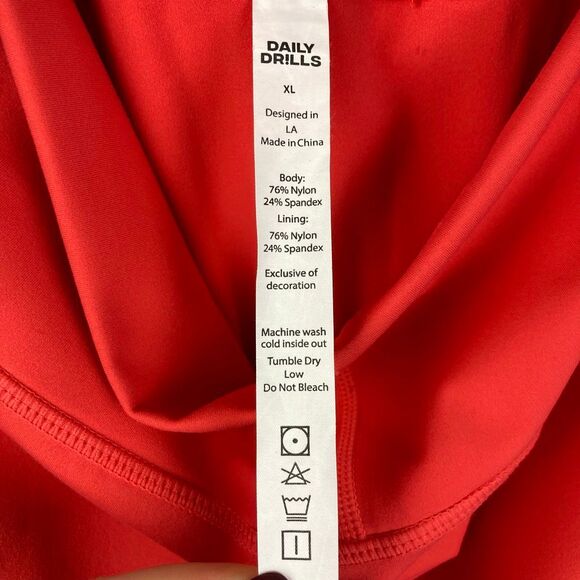 DAILY
DR!LLS
XL
Designed in
LA
Made in China
Body:
76% Nylon
24% Spandex
Lining:
76% Nylon
24% Spandex
Exclusive of
decoration
Machine wash
cold inside out
Tumble Dry
Low
Do Not Bleach